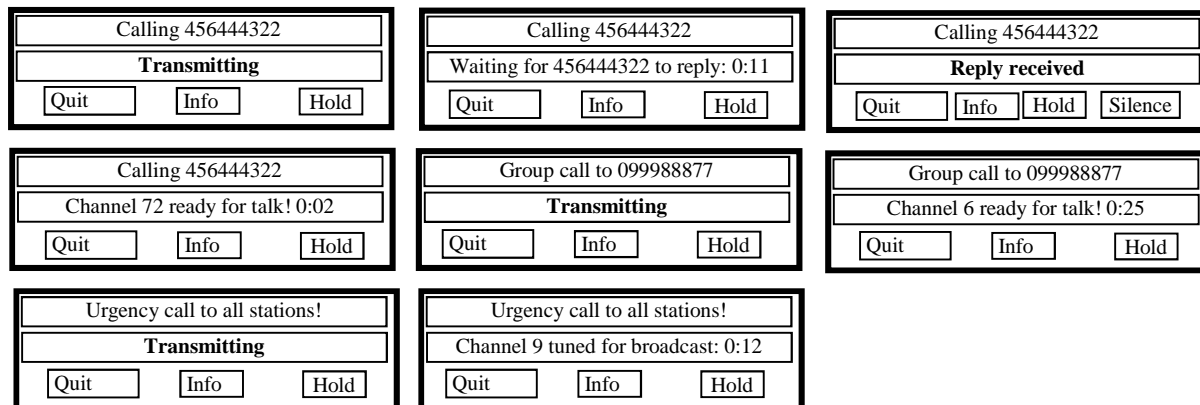 Calling 456444322
Transmitting
Quit Info Hold
Calling 456444322
Waiting for 456444322 to reply: 0:11
Quit Info Hold
Calling 456444322
Reply received
Quit Info Hold Silence
Calling 456444322
Channel 72 ready for talk! 0:02
Quit Info Hold
Group call to 099988877
Transmitting
Quit Info Hold
Group call to 099988877
Channel 6 ready for talk! 0:25
Quit Info Hold
Urgency call to all stations!
Transmitting
Quit Info Hold
Urgency call to all stations!
Channel 9 tuned for broadcast: 0:12
Quit Info Hold